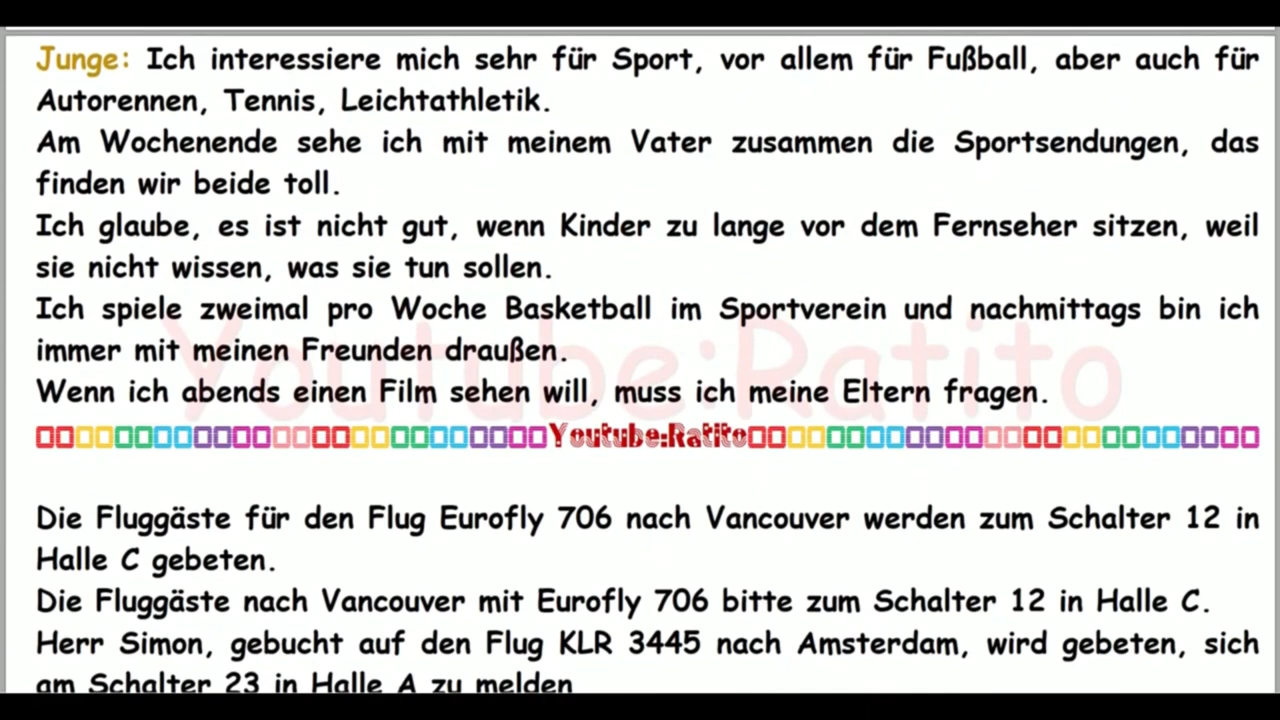 Junge: Ich interessiere mich sehr für Sport, vor allem für Fußball, aber auch für
Autorennen, Tennis, Leichtathletik.
Am Wochenende sehe ich mit meinem Vater zusammen die Sportsendungen, das
finden wir beide toll.
Ich glaube, es ist nicht gut, wenn Kinder zu lange vor dem Fernseher sitzen, weil
sie nicht wissen, was sie tun sollen.
Ich spiele zweimal pro Woche Basketball im Sportverein und nachmittags bin ich
immer mit meinen Freunden draußen.
Youtube:Ratito
Wenn ich abends einen Film sehen will, muss ich meine Eltern fragen.
Youtube:Ratito
Die Fluggäste für den Flug Eurofly 706 nach Vancouver werden zum Schalter 12 in
Halle C gebeten.
Die Fluggäste nach Vancouver mit Eurofly 706 bitte zum Schalter 12 in Halle C.
Herr Simon, gebucht auf den Flug KLR 3445 nach Amsterdam, wird gebeten, sich
am Schalter 23 in Halle A zu melden